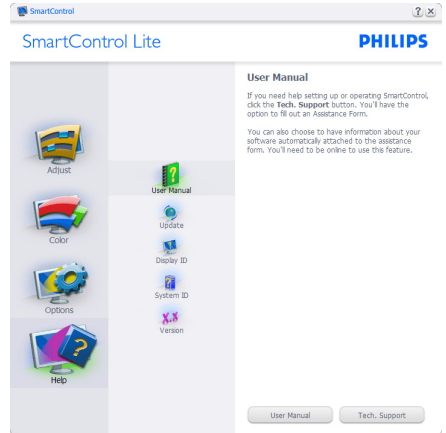 SmartControl
SmartControl Lite
PHILIPS
Adjust
Color
Options
Help
User Manual
Update
Display ID
System ID
X.X
Version
User Manual
If you need help setting up or operating SmartControl,
click the Tech. Support button. You'll have the
option to fill out an Assistance Form.
You can also choose to have information about your
software automatically attached to the assistance
form. You'll need to be online to use this feature.
User Manual
Tech. Support